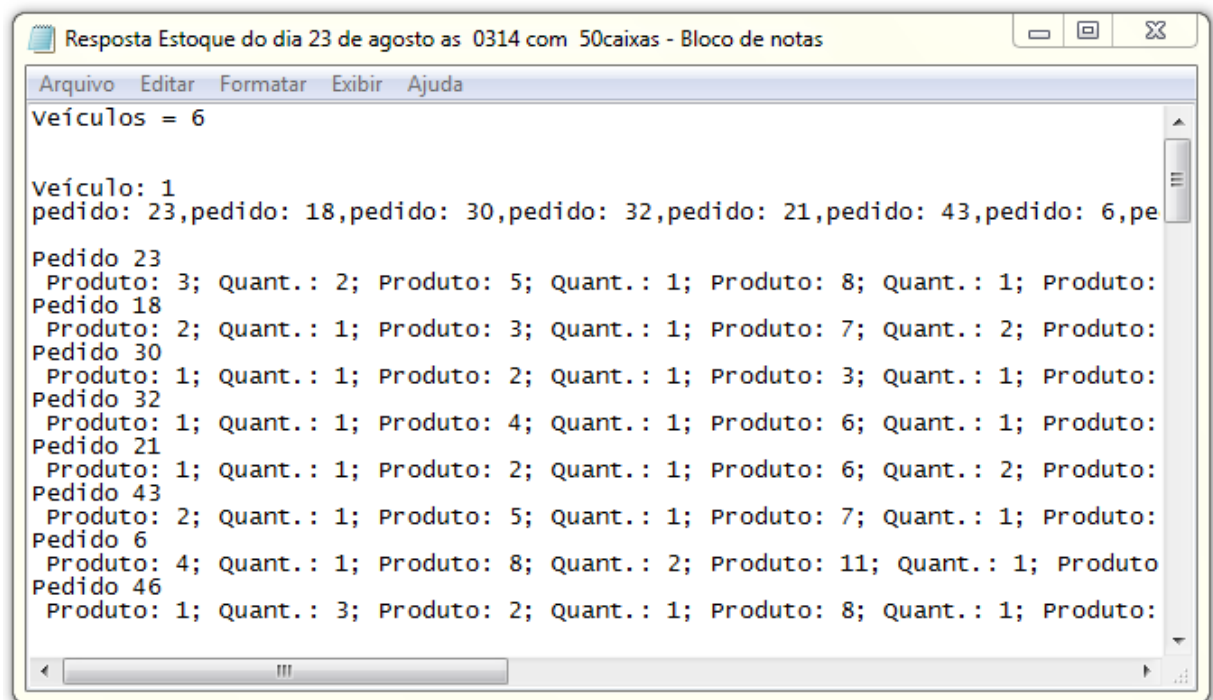 Resposta Estoque do dia 23 de agosto as  0314 com  50caixas - Bloco de notas
Arquivo Editar Formatar Exibir Ajuda
Veículos = 6
Veículo: 1
pedido: 23,pedido: 18,pedido: 30,pedido: 32,pedido: 21,pedido: 43,pedido: 6,pe
Pedido 23
Produto: 3; Quant.: 2; Produto: 5; Quant.: 1; Produto: 8; Quant.: 1; Produto:
Pedido 18
Produto: 2; Quant.: 1; Produto: 3; Quant.: 1; Produto: 7; Quant.: 2; Produto:
Pedido 30
Produto: 1; Quant.: 1; Produto: 2; Quant.: 1; Produto: 3; Quant.: 1; Produto:
Pedido 32
Produto: 1; Quant.: 1; Produto: 4; Quant.: 1; Produto: 6; Quant.: 1; Produto:
Pedido 21
Produto: 1; Quant.: 1; Produto: 2; Quant.: 1; Produto: 6; Quant.: 2; Produto:
Pedido 43
Produto: 2; Quant.: 1; Produto: 5; Quant.: 1; Produto: 7; Quant.: 1; Produto:
Pedido 6
Produto: 4; Quant.: 1; Produto: 8; Quant.: 2; Produto: 11; Quant.: 1; Produto
Pedido 46
Produto: 1; Quant.: 3; Produto: 2; Quant.: 1; Produto: 8; Quant.: 1; Produto: